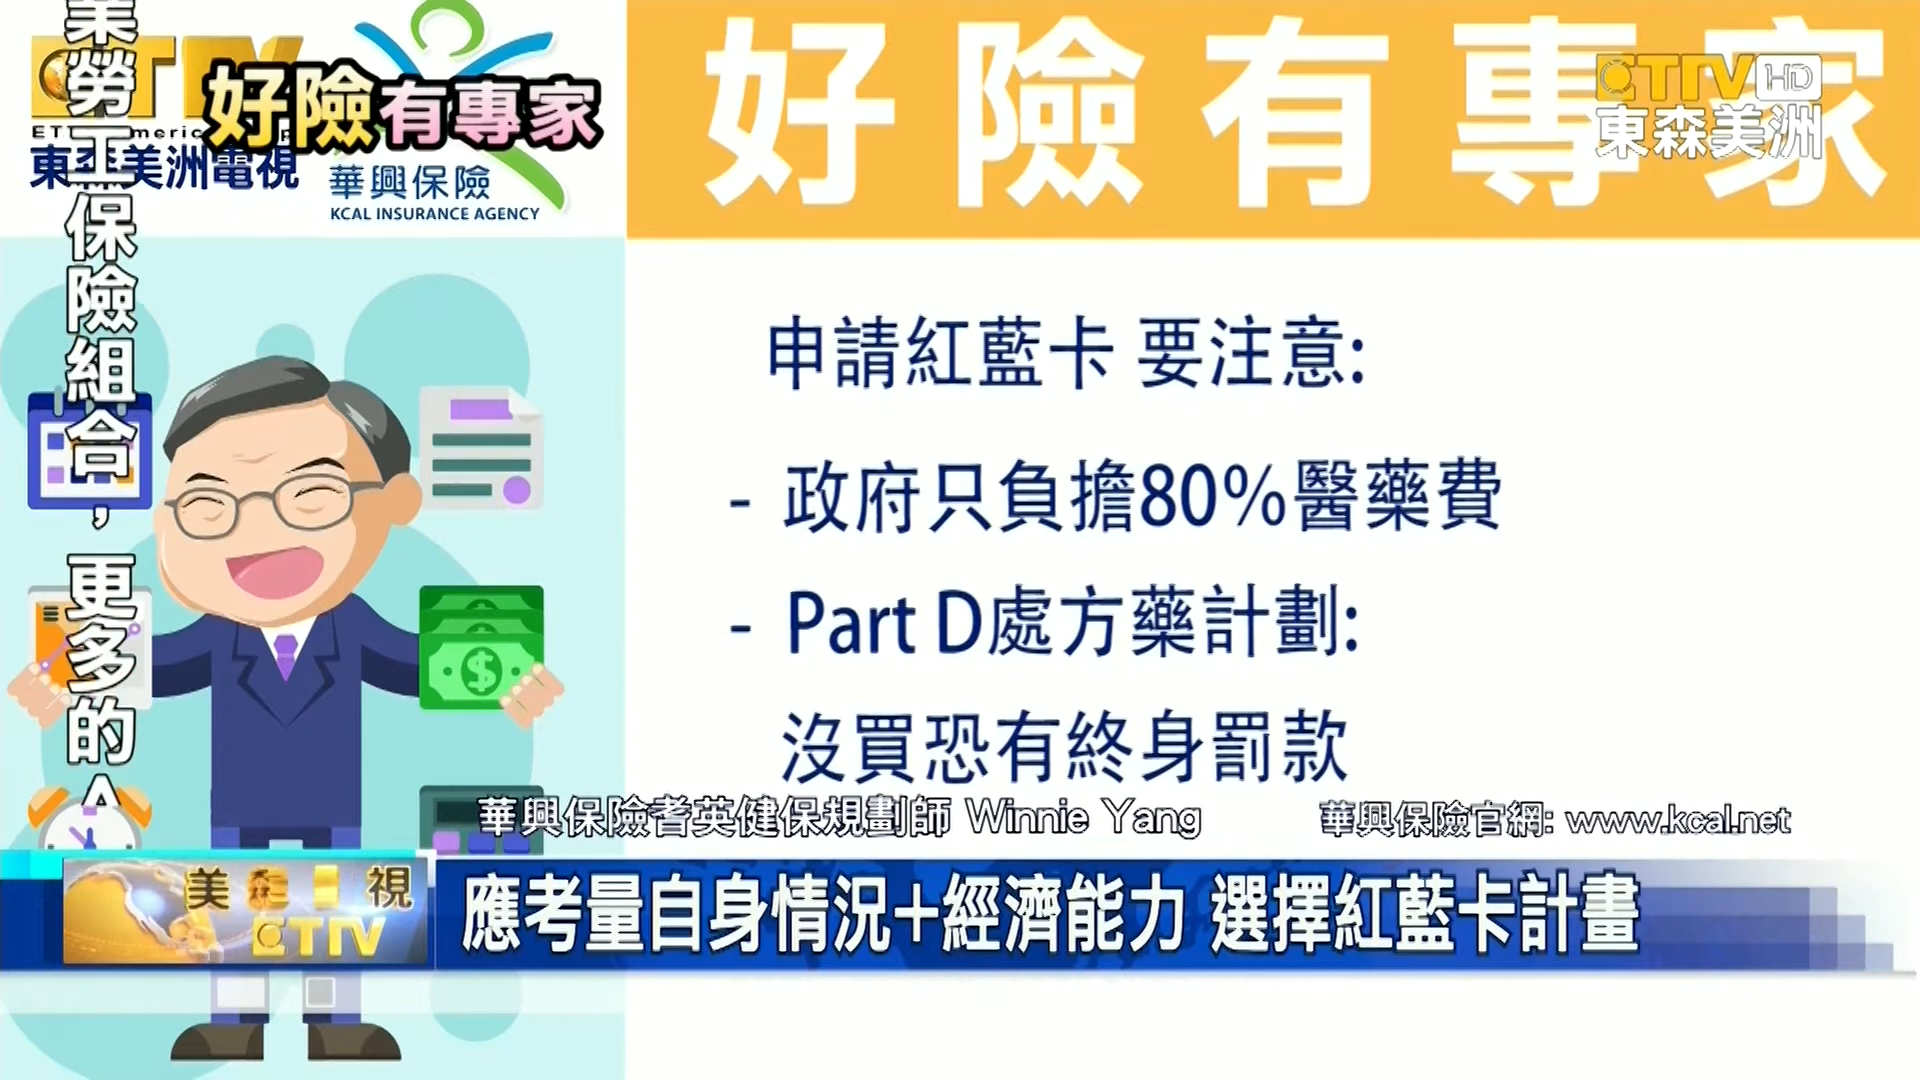 業勞工保險組合，更多的
好險有專家
東森美洲電視
華興保險
KCAL INSURANCE AGENCY
好險有專家
ETTV HD
東森美洲
申請紅藍卡 要注意:
- 政府只負擔80%醫藥費
- Part D處方藥計劃:
沒買恐有終身罰款
華興保險耆英健保規劃師 Winnie Yang
華興保險官網: www.kcal.net
美 視
ETTV
應考量自身情況+經濟能力 選擇紅藍卡計畫